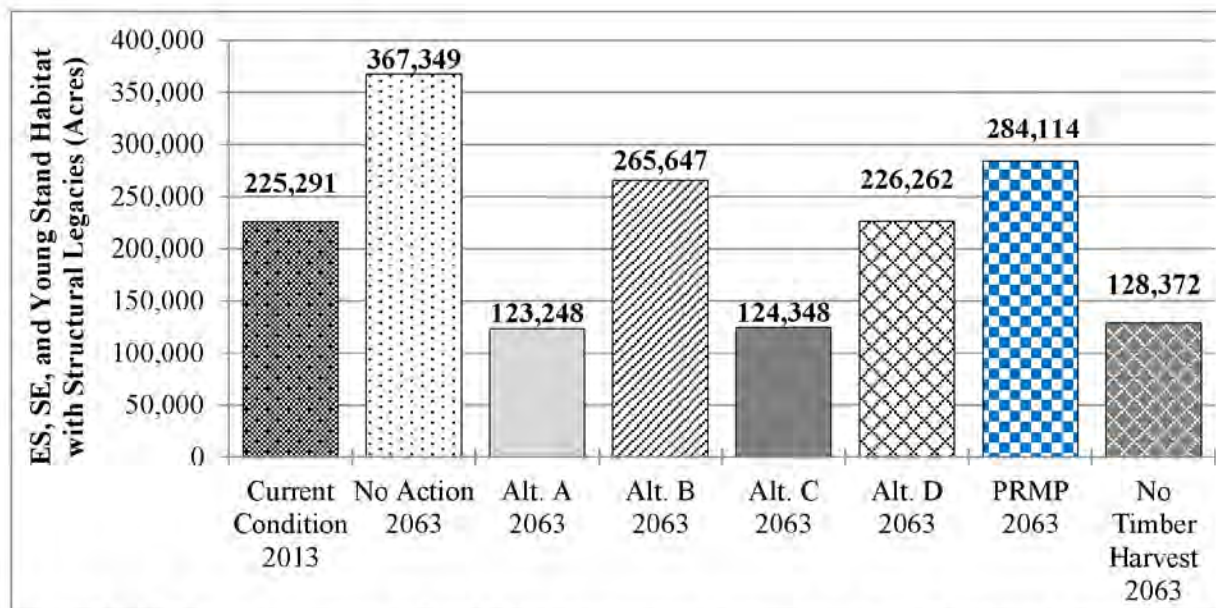 ES, SE, and Young Stand Habitat
with Structural Legacies (Acres)
400,000
350,000
300,000
250,000
200,000
150,000
100,000
50,000
0
225,291
367,349
123,248
265,647
124,348
226,262
284,114
128,372
Current
Condition
2013
No Action
2063
Alt. A
2063
Alt. B
2063
Alt. C
2063
Alt. D
2063
PRMP
2063
No
Timber
Harvest
2063